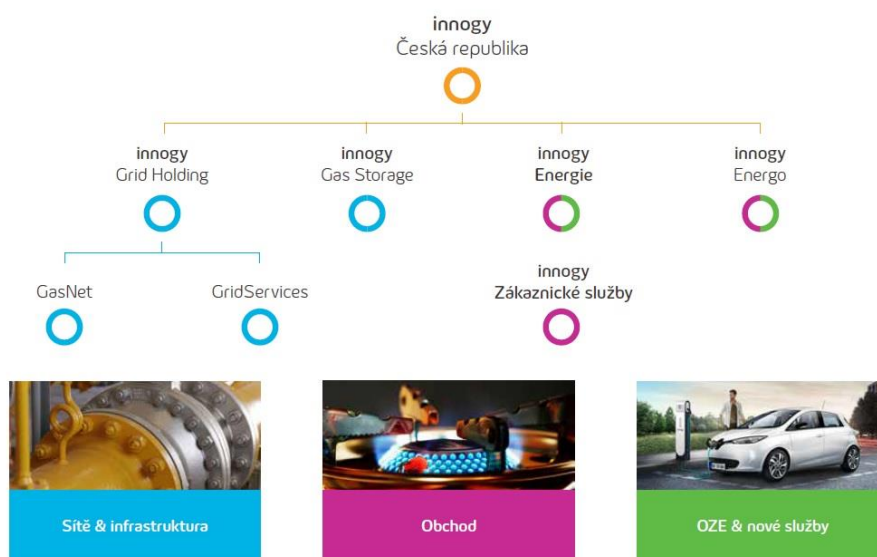 innogy
Česká republika
innogy
Grid Holding
innogy
Gas Storage
innogy
Energie
innogy
Energo
GasNet
GridServices
innogy
Zákaznické služby
Sítě & infrastruktura
Obchod
OZE & nové služby